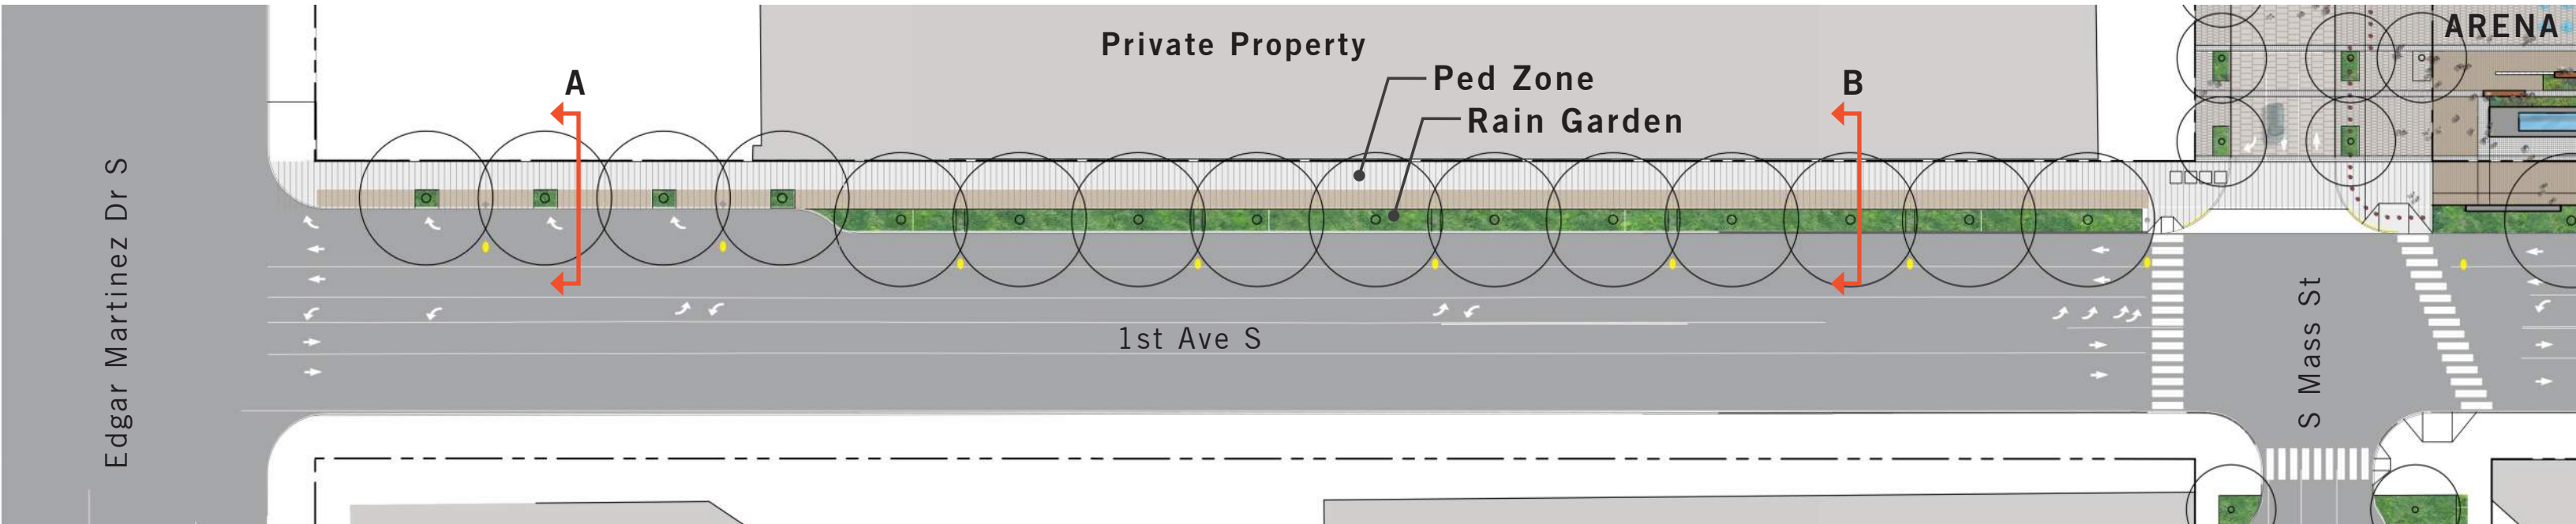 ARENA
Private Property
A
Ped Zone
B
Rain Garden
Edgar Martinez Dr S
1st Ave S
S Mass St